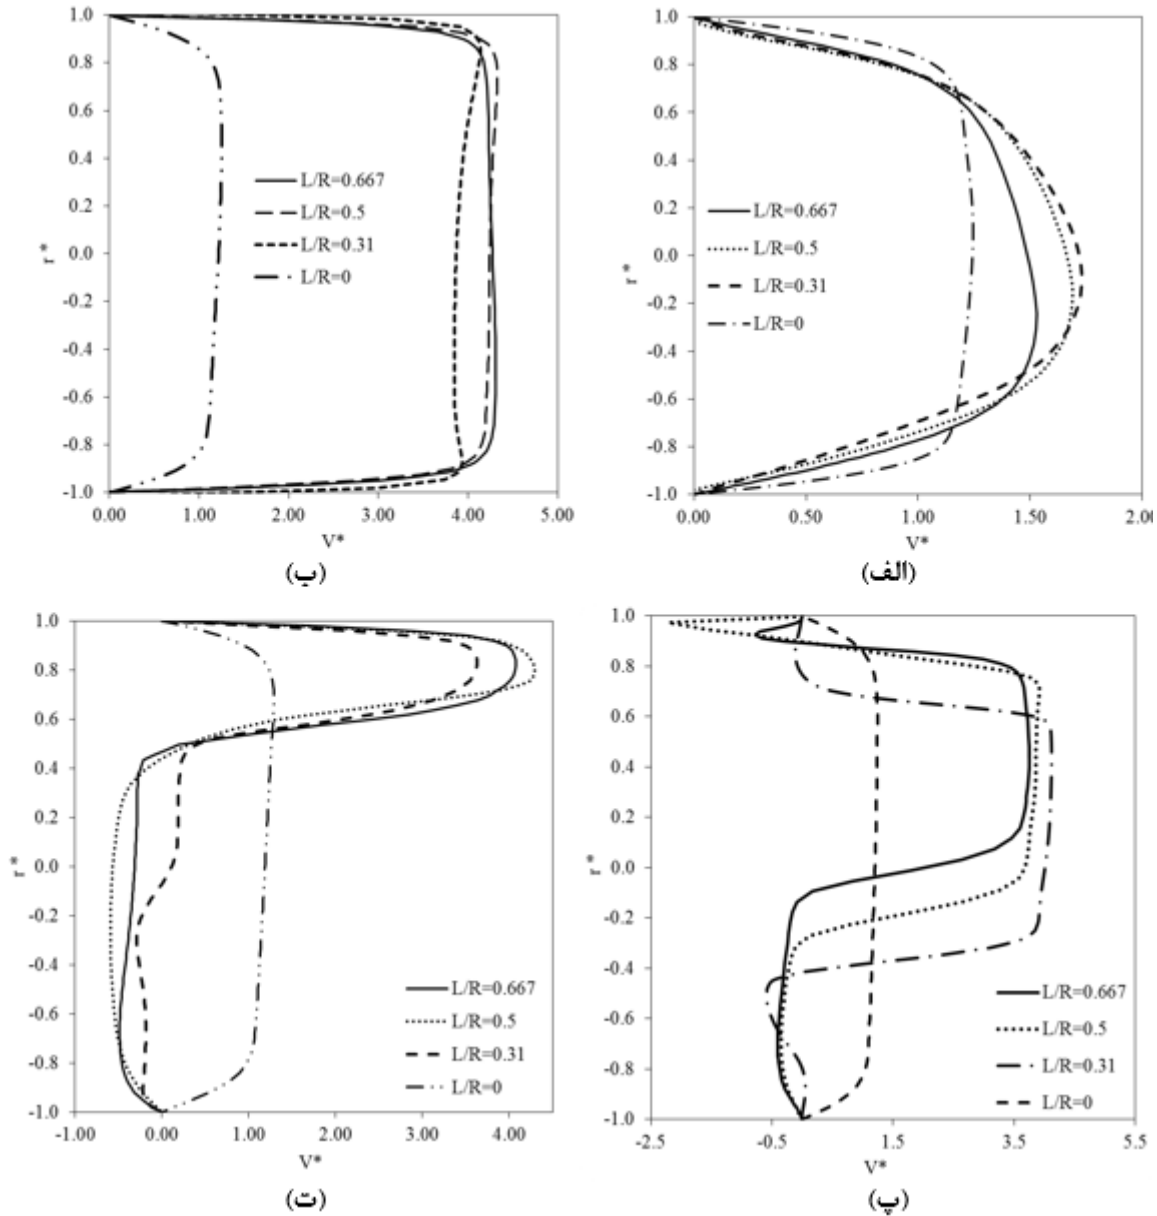 1.0
0.8
0.6
0.4
0.2
0.0
-0.2
-0.4
-0.6
-0.8
-1.0
r *
L/R=0.667
L/R=0.5
L/R=0.31
L/R=0
0.00 1.00 2.00 3.00 4.00 5.00
V*
(ب)
1.0
0.8
0.6
0.4
0.2
0.0
-0.2
-0.4
-0.6
-0.8
-1.0
r *
L/R=0.667
L/R=0.5
L/R=0.31
L/R=0
0.00 0.50 1.00 1.50 2.00
V*
(الف)
1.0
0.8
0.6
0.4
0.2
0.0
-0.2
-0.4
-0.6
-0.8
-1.0
r *
L/R=0.667
L/R=0.5
L/R=0.31
L/R=0
-1.00 0.00 1.00 2.00 3.00 4.00
V*
(ت)
1.0
0.8
0.6
0.4
0.2
0.0
-0.2
-0.4
-0.6
-0.8
-1.0
r *
L/R=0.667
L/R=0.5
L/R=0.31
L/R=0
-2.5 -0.5 1.5 3.5 5.5
V*
(پ)